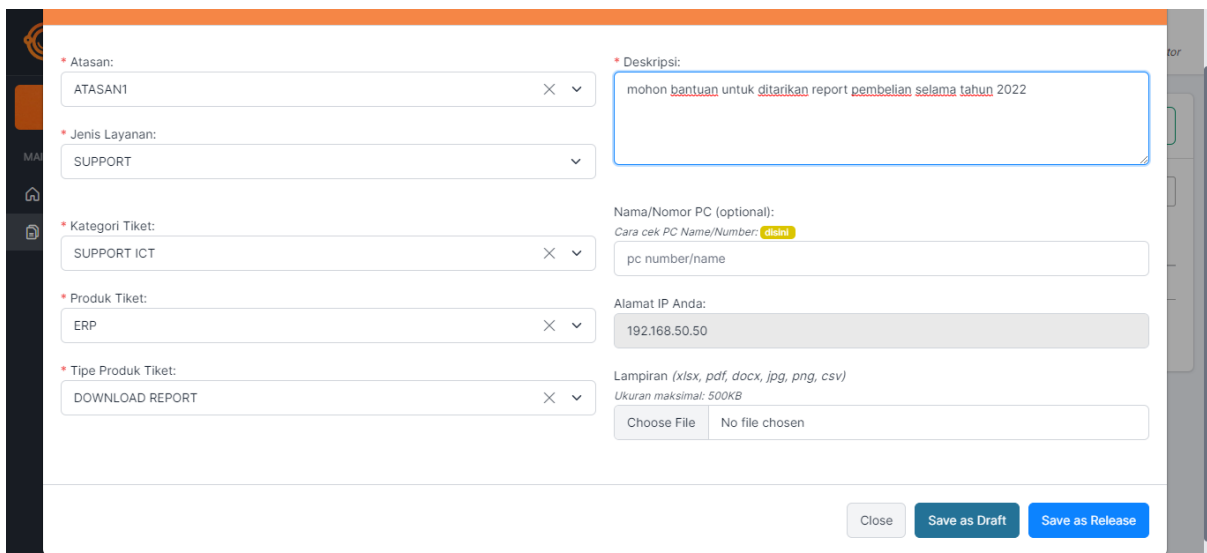 * Atasan:
ATASAN1
* Jenis Layanan:
SUPPORT
* Kategori Tiket:
SUPPORT ICT
* Produk Tiket:
ERP
* Tipe Produk Tiket:
DOWNLOAD REPORT
* Deskripsi:
mohon bantuan untuk ditarikan report pembelian selama tahun 2022
Nama/Nomor PC (optional):
Cara cek PC Name/Number: disini
pc number/name
Alamat IP Anda:
192.168.50.50
Lampiran (xlsx, pdf, docx, jpg, png, csv)
Ukuran maksimal: 500KB
Choose File No file chosen
Close Save as Draft Save as Release